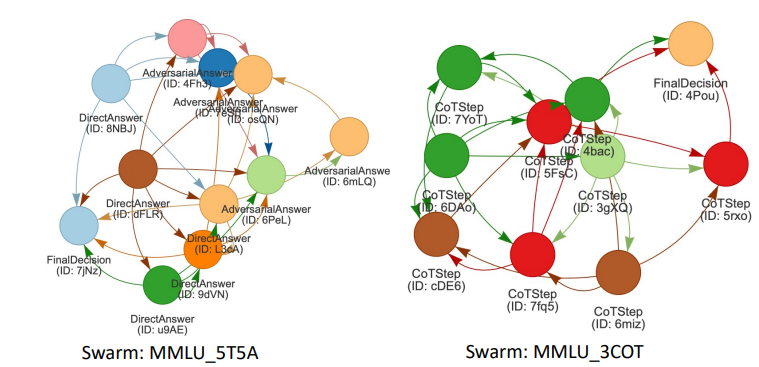 AdversarialAnswer
(ID: 4Fh3)
DirectAnswer
(ID: 8NBJ)
AdversarialAnswer
(ID: osQN)
AdversarialAnswe
(ID: 6mLQ)
DirectAnswer
(ID: dFLR)
AdversarialAnswer
(ID: 6PeL)
FinalDecision
(ID: 7jNz)
DirectAnswer
(ID: L3cA)
DirectAnswer
(ID: 9dVN)
DirectAnswer
(ID: u9AE)
Swarm: MMLU_5T5A
FinalDecision
(ID: 4Pou)
CoTStep
(ID: 7YoT)
CoTStep
(ID: 4bac)
CoTStep
(ID: 5FsC)
CoTStep
(ID: 6DAo)
CoTStep
(ID: 3gXQ)
CoTStep
(ID: 5rxo)
CoTStep
(ID: cDE6)
CoTStep
(ID: 7fq5)
CoTStep
(ID: 6miz)
Swarm: MMLU_3COT